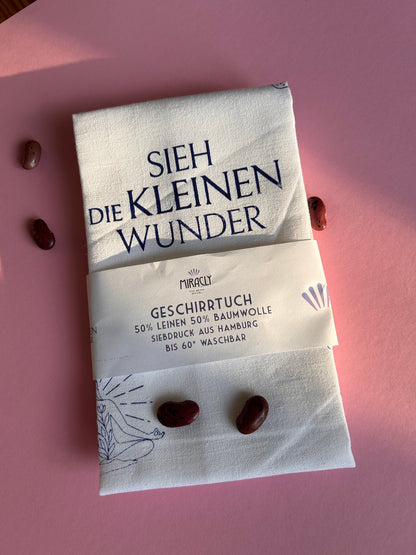 SIEH
DIE KLEINEN
WUNDER
MIRACLY
GESCHIRRTUCH
50% LEINEN 50% BAUMWOLLE
SIEBDRUCK AUS HAMBURG
BIS 60° WASCHBAR